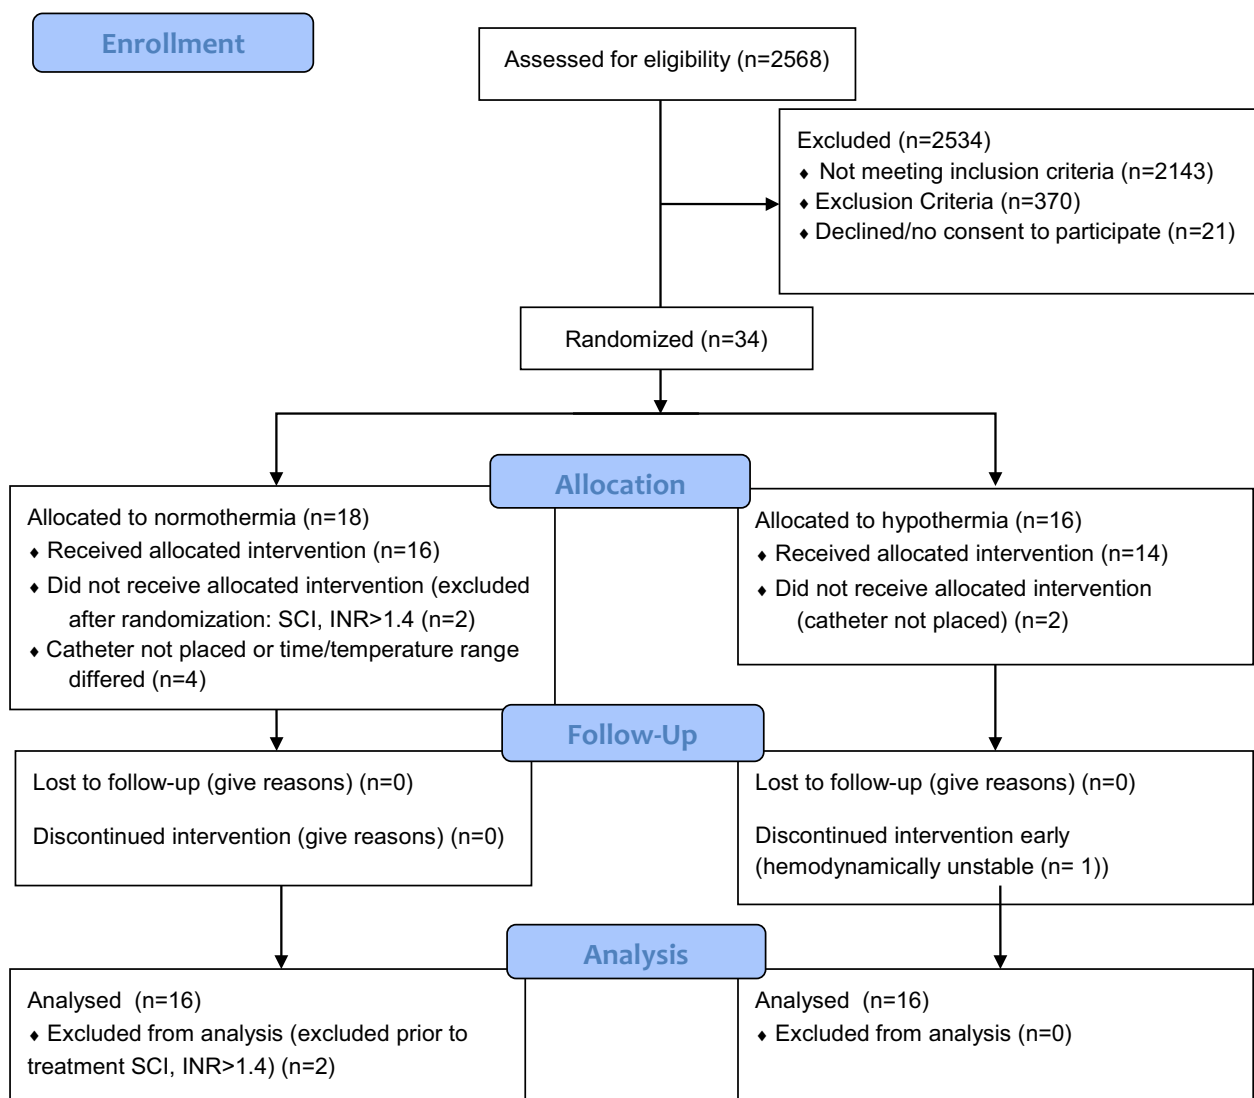 Enrollment
Assessed for eligibility (n=2568)
Excluded (n=2534)
♦ Not meeting inclusion criteria (n=2143)
♦ Exclusion Criteria (n=370)
♦ Declined/no consent to participate (n=21)
Randomized (n=34)
Allocation
Allocated to normothermia (n=18)
♦ Received allocated intervention (n=16)
♦ Did not receive allocated intervention (excluded
after randomization: SCI, INR>1.4 (n=2)
♦ Catheter not placed or time/temperature range
differed (n=4)
Allocated to hypothermia (n=16)
♦ Received allocated intervention (n=14)
♦ Did not receive allocated intervention
(catheter not placed) (n=2)
Follow-Up
Lost to follow-up (give reasons) (n=0)
Discontinued intervention (give reasons) (n=0)
Lost to follow-up (give reasons) (n=0)
Discontinued intervention early
(hemodynamically unstable (n= 1))
Analysis
Analysed (n=16)
♦ Excluded from analysis (excluded prior to
treatment SCI, INR>1.4) (n=2)
Analysed (n=16)
♦ Excluded from analysis (n=0)